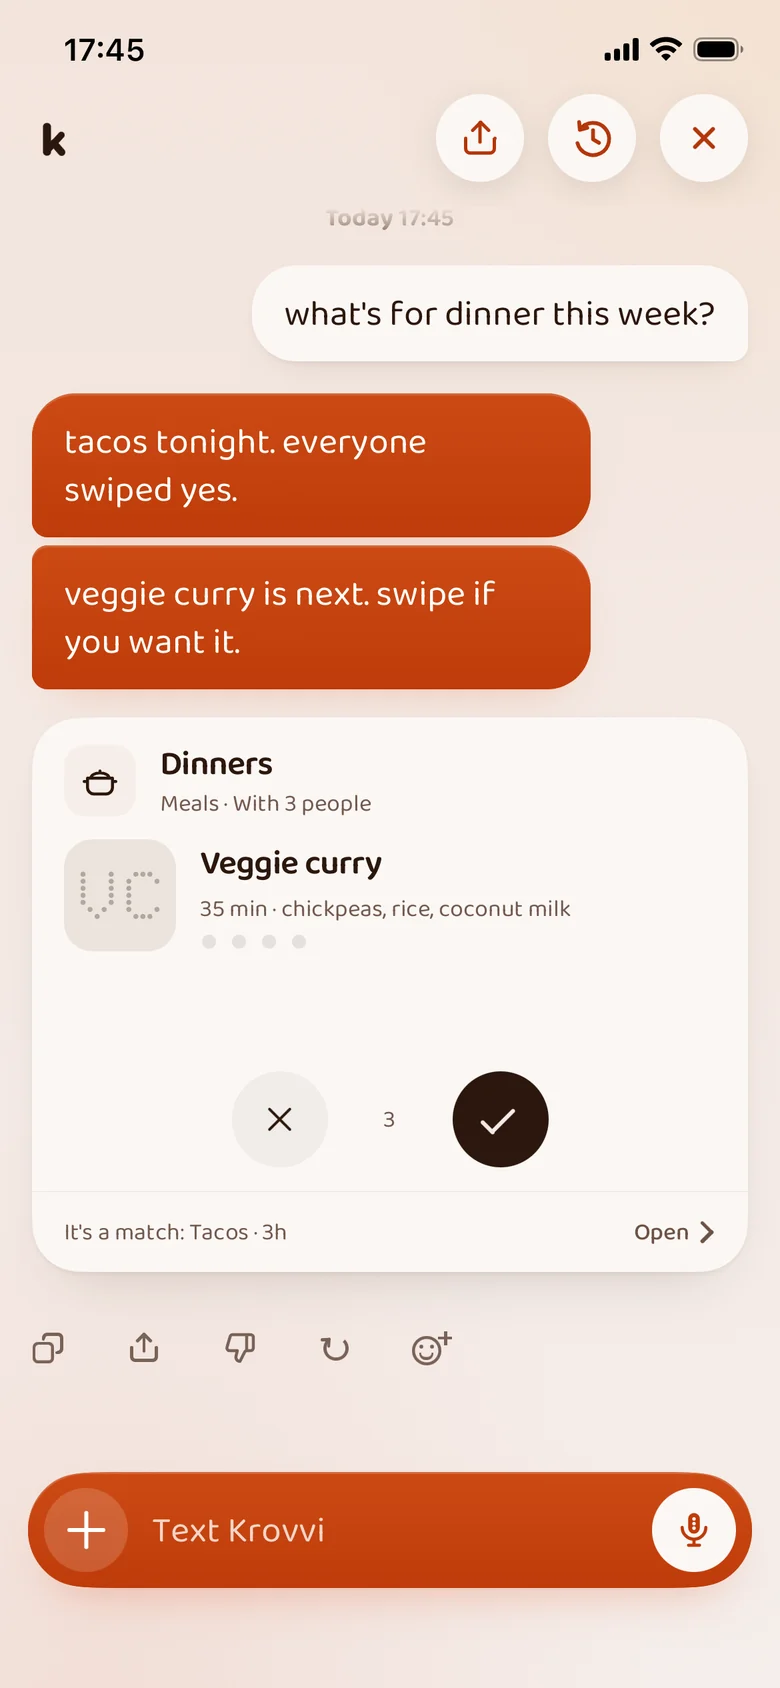 17:45
k
Today 17:45
what's for dinner this week?
tacos tonight. everyone
swiped yes.
veggie curry is next. swipe if
you want it.
Dinners
Meals · With 3 people
VC
Veggie curry
35 min · chickpeas, rice, coconut milk
3
It's a match: Tacos · 3h
Open
Text Krovvi